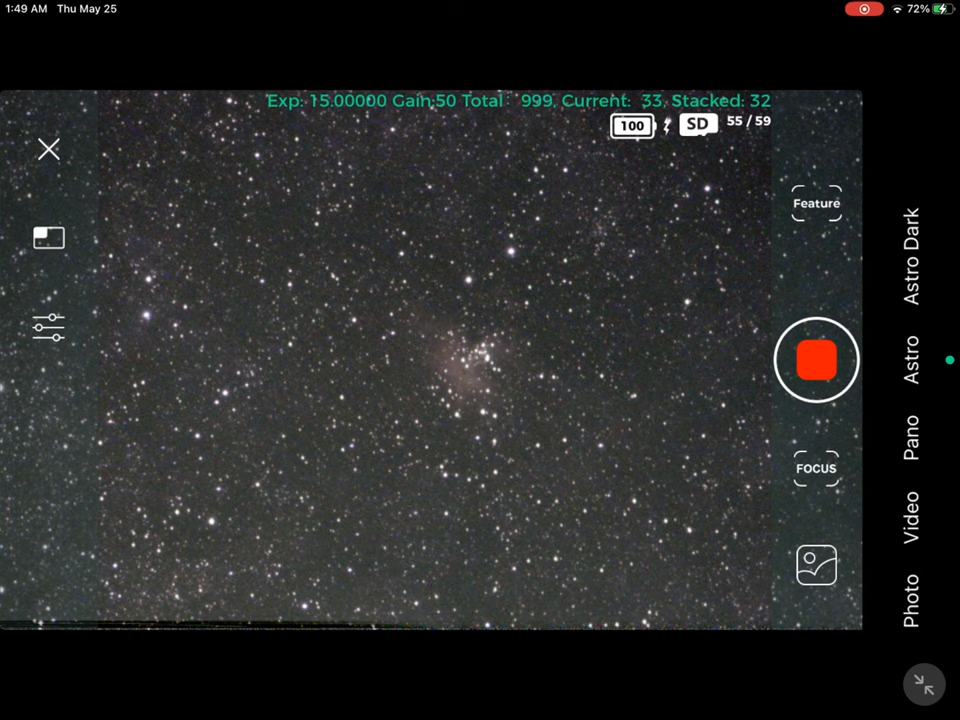 1:49 AM Thu May 25
72%
Exp: 15.00000 Gain:50 Total 999, Current: 33, Stacked: 32
100 SD 55 / 59
Feature
FOCUS
Astro Dark
Astro
Pano
Video
Photo